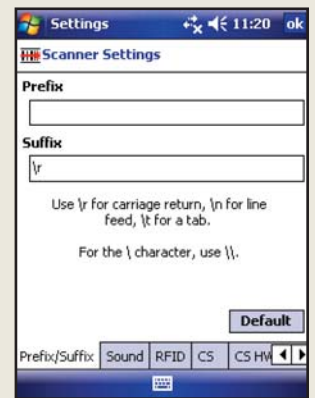 Settings 11:20 ok
Scanner Settings
Prefix
Suffix
\r
Use \r for carriage return, \n for line
feed, \t for a tab.
For the \ character, use \\.
Default
Prefix/Suffix Sound RFID CS CS HW